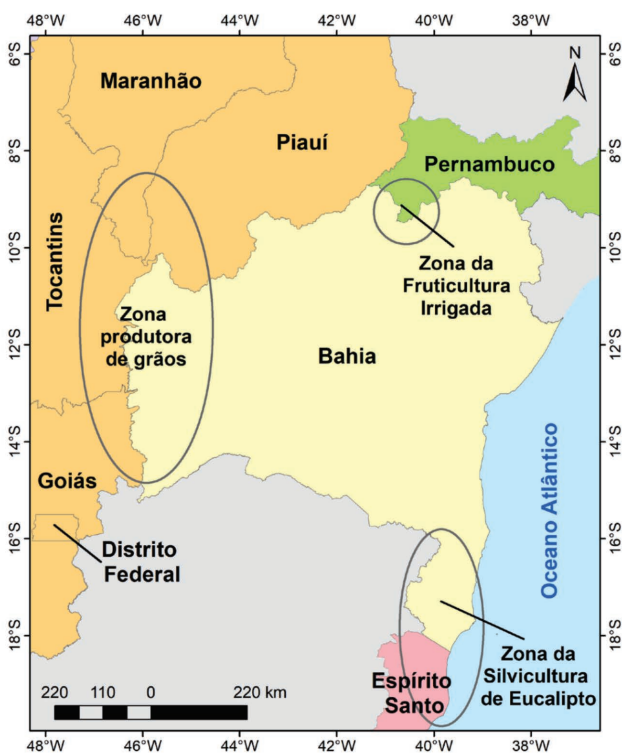 48°W 46°W 44°W 42°W 40°W 38°W
6°S
8°S
10°S
12°S
14°S
16°S
18°S
6°S
8°S
10°S
12°S
14°S
16°S
18°S
N
Maranhão
Piauí
Pernambuco
Tocantins
Zona da
Fruticultura
Irrigada
Zona
produtora
de grãos
Bahia
Goiás
Oceano Atlântico
Distrito
Federal
Espírito
Santo
Zona da
Silvicultura
de Eucalipto
220 110 0 220 km
48°W 46°W 44°W 42°W 40°W 38°W